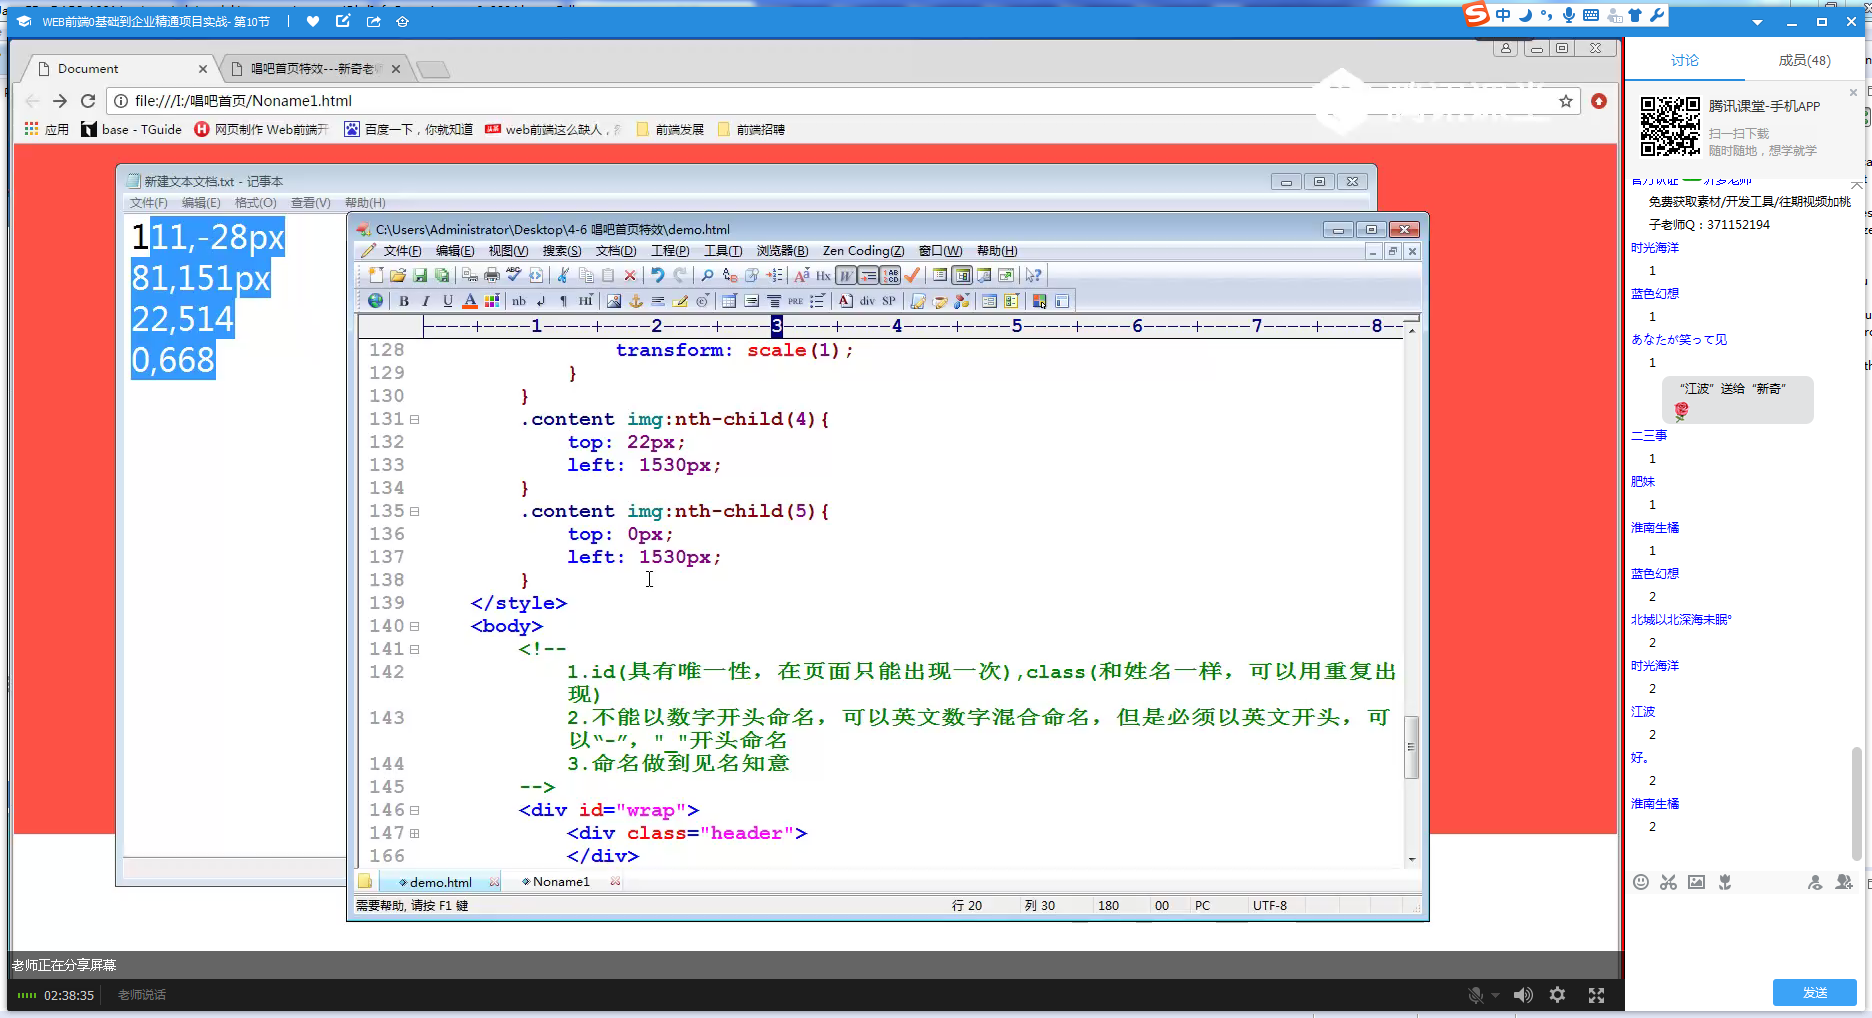 WEB前端0基础到企业精通项目实战- 第10节
中
Document
唱吧首页特效---新奇老师
file:///I:/唱吧首页/Noname1.html
应用
base - TGuide
网页制作 Web前端开
百度一下，你就知道
web前端这么缺人，
前端发展
前端招聘
新建文本文档.txt - 记事本
文件(F) 编辑(E) 格式(O) 查看(V) 帮助(H)
111,-28px
81,151px
22,514
0,668
C:\Users\Administrator\Desktop\4-6 唱吧首页特效\demo.html
文件(F) 编辑(E) 视图(V) 搜索(S) 文档(D) 工程(P) 工具(T) 浏览器(B) Zen Coding(Z) 窗口(W) 帮助(H)
B I U A nb ↲ ¶ HI PRE A div SP
----+----1----+----2----+----3----+----4----+----5----+----6----+----7----+----8--
128 transform: scale(1);
129 }
130 }
131 .content img:nth-child(4){
132 top: 22px;
133 left: 1530px;
134 }
135 .content img:nth-child(5){
136 top: 0px;
137 left: 1530px;
138 }
139 </style>
140 <body>
141 <!--
142 1.id(具有唯一性，在页面只能出现一次),class(和姓名一样，可以用重复出
现)
143 2.不能以数字开头命名，可以英文数字混合命名，但是必须以英文开头，可
以“-”，"_"开头命名
144 3.命名做到见名知意
145 -->
146 <div id="wrap">
147 <div class="header">
166 </div>
demo.html
Noname1
需要帮助, 请按 F1 键
行 20
列 30
180
00
PC
UTF-8
老师正在分享屏幕
02:38:35
老师说话
讨论
成员(48)
腾讯课堂-手机APP
扫一扫下载
随时随地，想学就学
免费获取素材/开发工具/往期视频加桃
子老师Q：371152194
时光海洋
1
蓝色幻想
1
あなたが笑って见
1
“江波”送给“新奇”
二三事
1
肥妹
1
淮南生橘
1
蓝色幻想
2
北城以北深海未眠°
2
时光海洋
2
江波
2
好。
2
淮南生橘
2
发送